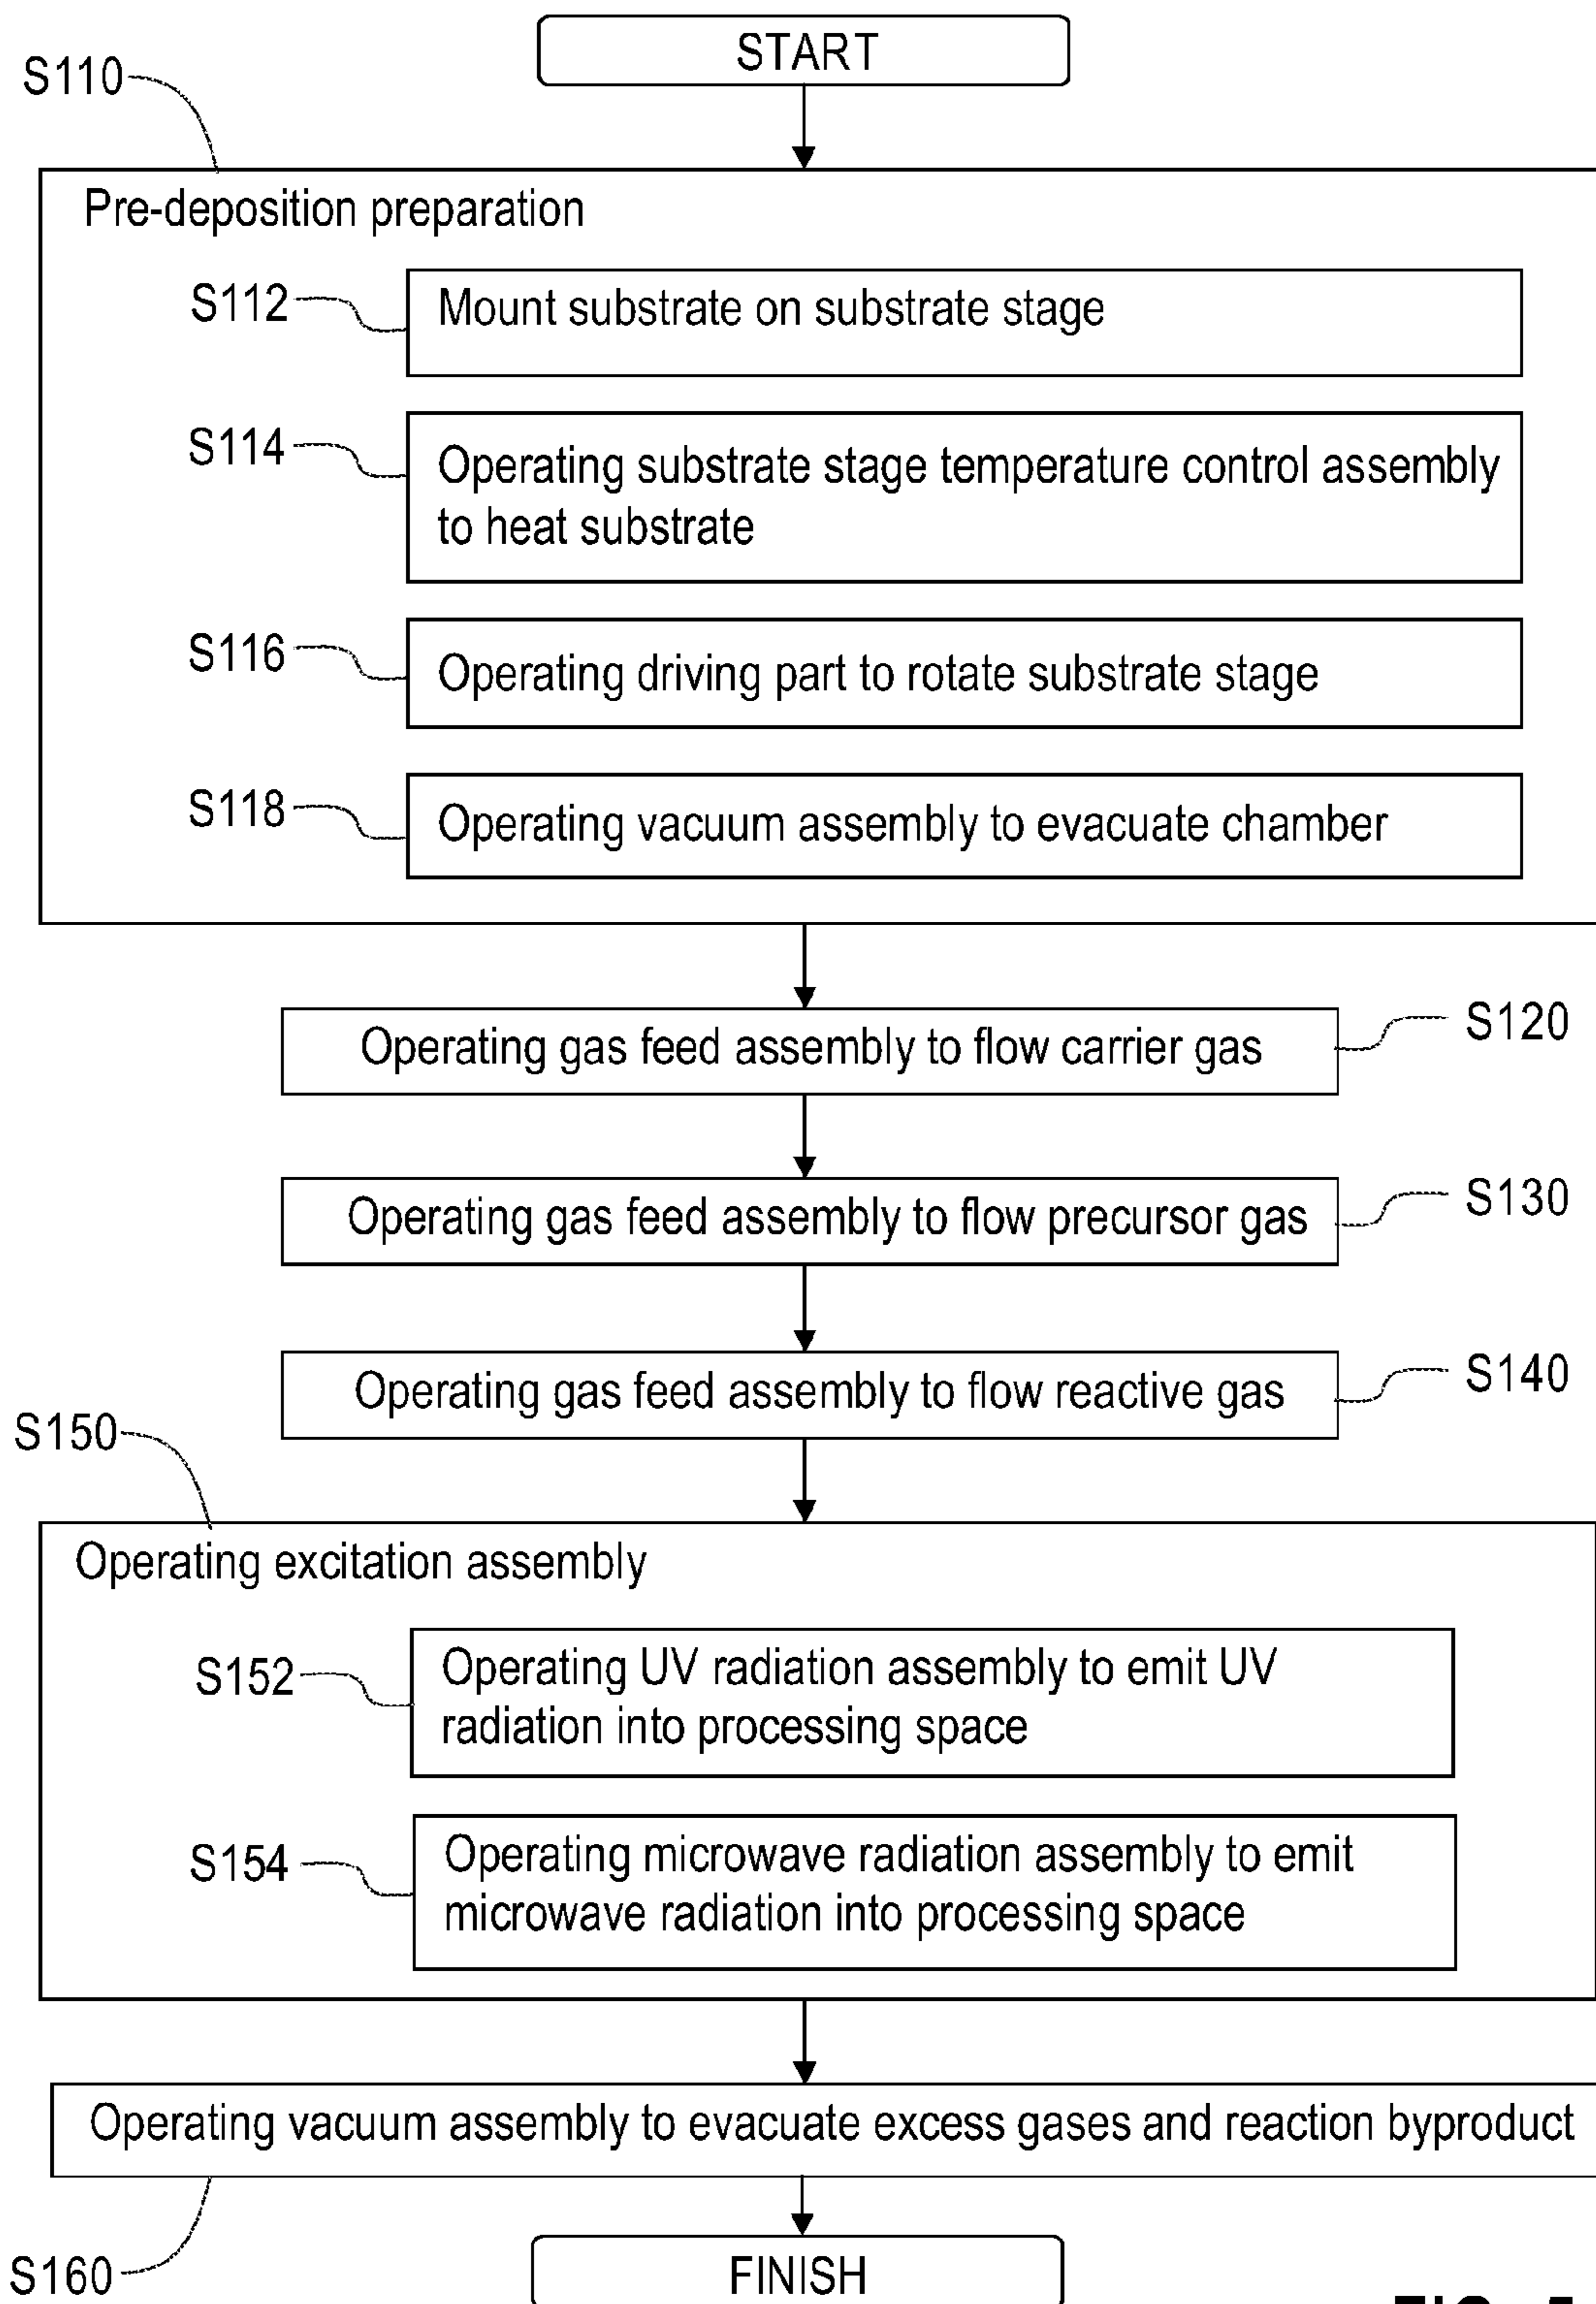 START
S110
Pre-deposition preparation
S112
Mount substrate on substrate stage
S114
Operating substrate stage temperature control assembly
to heat substrate
S116
Operating driving part to rotate substrate stage
S118
Operating vacuum assembly to evacuate chamber
Operating gas feed assembly to flow carrier gas
S120
Operating gas feed assembly to flow precursor gas
S130
Operating gas feed assembly to flow reactive gas
S140
S150
Operating excitation assembly
S152
Operating UV radiation assembly to emit UV
radiation into processing space
S154
Operating microwave radiation assembly to emit
microwave radiation into processing space
Operating vacuum assembly to evacuate excess gases and reaction byproduct
S160
FINISH